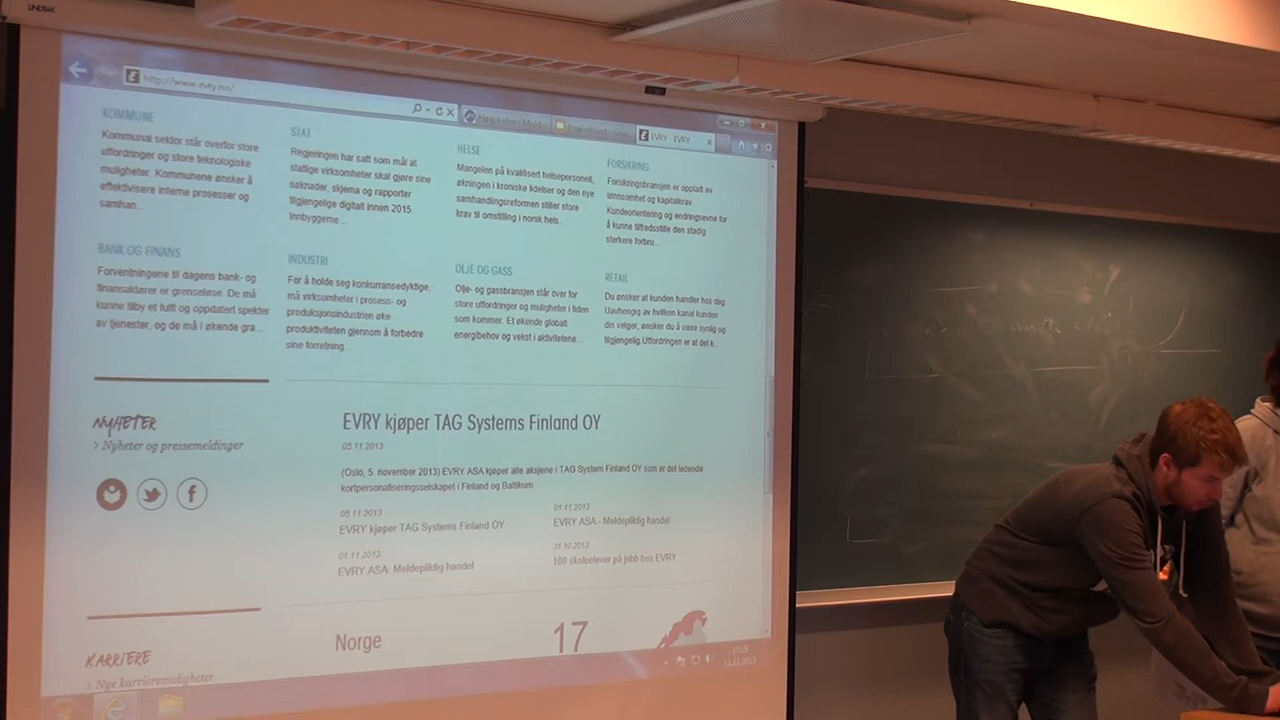 http://www.evry.no/
EVRY - EVRY
KOMMUNE
Kommunal sektor står overfor store
utfordringer og store teknologiske
muligheter. Kommunene ønsker å
effektivisere interne prosesser og
samhan...
STAT
Regjeringen har satt som mål at
statlige virksomheter skal gjøre sine
søknader, skjema og rapporter
tilgjengelige digitalt innen 2015.
Innbyggerne ...
HELSE
Mangelen på kvalifisert helsepersonell,
økningen i kroniske lidelser og den nye
samhandlingsreformen stiller store
krav til omstilling i norsk hels...
FORSIKRING
Forsikringsbransjen er opptatt av
lønnsomhet og kapitalkrav.
Kundeorientering og endringsevne for
å kunne tilfredsstille den stadig
sterkere forbru...
BANK OG FINANS
Forventningene til dagens bank- og
finansaktører er grenseløse. De må
kunne tilby et fullt og oppdatert spekter
av tjenester, og de må i økende gra...
INDUSTRI
For å holde seg konkurransedyktige,
må virksomheter i prosess- og
produksjonsindustrien øke
produktiviteten gjennom å forbedre
sine forretning...
OLJE OG GASS
Olje- og gassbransjen står over for
store utfordringer og muligheter i tiden
som kommer. Et økende globalt
energibehov og vekst i aktivitetene...
RETAIL
Du ønsker at kunden handler hos deg
Uavhengig av hvilken kanal kunden
din velger, ønsker du å være synlig og
tilgjengelig.Utfordringen er at det k...
NYHETER
> Nyheter og pressemeldinger
EVRY kjøper TAG Systems Finland OY
05.11.2013
(Oslo, 5. november 2013) EVRY ASA kjøper alle aksjene i TAG System Finland OY som er det ledende
kortpersonaliseringsselskapet i Finland og Baltikum
05.11.2013
EVRY kjøper TAG Systems Finland OY
01.11.2013
EVRY ASA - Meldepliktig handel
01.11.2013
EVRY ASA: Meldepliktig handel
31.10.2013
100 skoleelever på jobb hos EVRY
KARRIERE
> Nye karrieremuligheter
Norge
17
11.11.2013